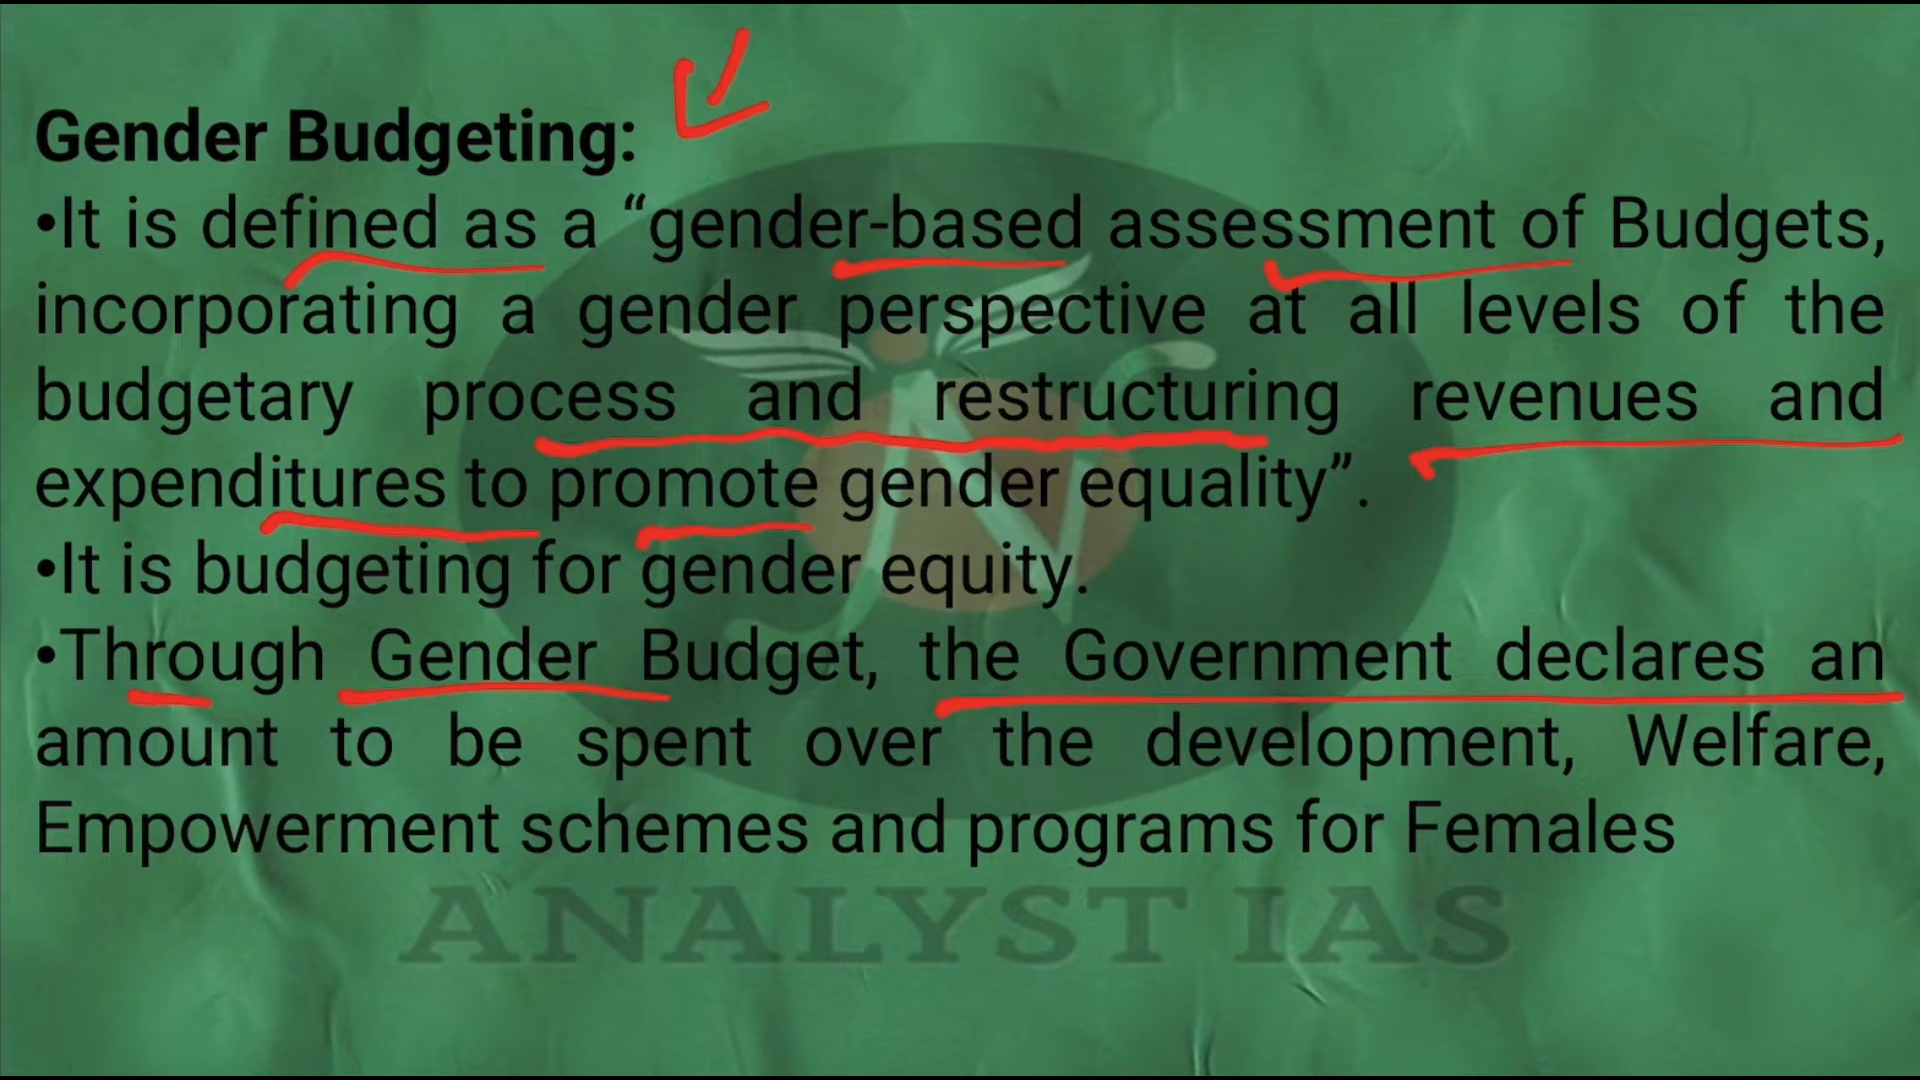 Gender Budgeting:
•It is defined as a “gender-based assessment of Budgets,
incorporating a gender perspective at all levels of the
budgetary process and restructuring revenues and
expenditures to promote gender equality”.
•It is budgeting for gender equity.
•Through Gender Budget, the Government declares an
amount to be spent over the development, Welfare,
Empowerment schemes and programs for Females
ANALYST IAS